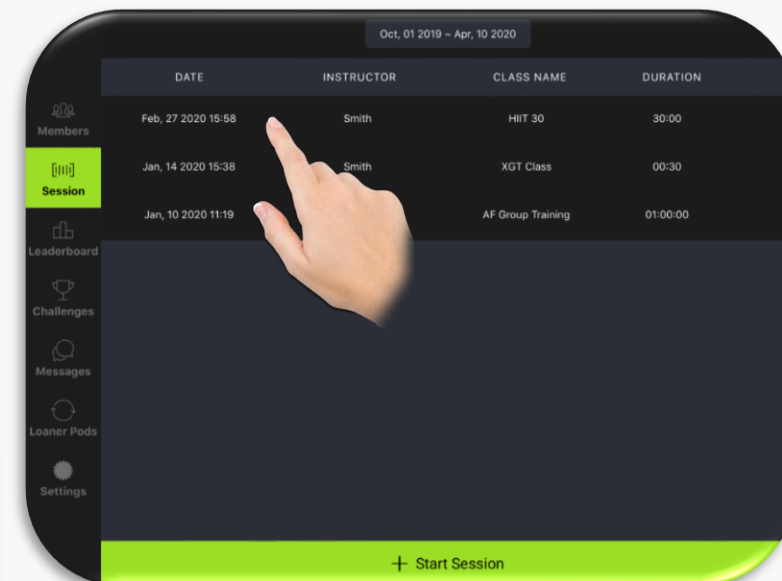 Oct, 01 2019 ~ Apr, 10 2020
DATE INSTRUCTOR CLASS NAME DURATION
Feb, 27 2020 15:58 Smith HIIT 30 30:00
Jan, 14 2020 15:38 Smith XGT Class 00:30
Jan, 10 2020 11:19 AF Group Training 01:00:00
Members
Session
Leaderboard
Challenges
Messages
Loaner Pods
Settings
+ Start Session